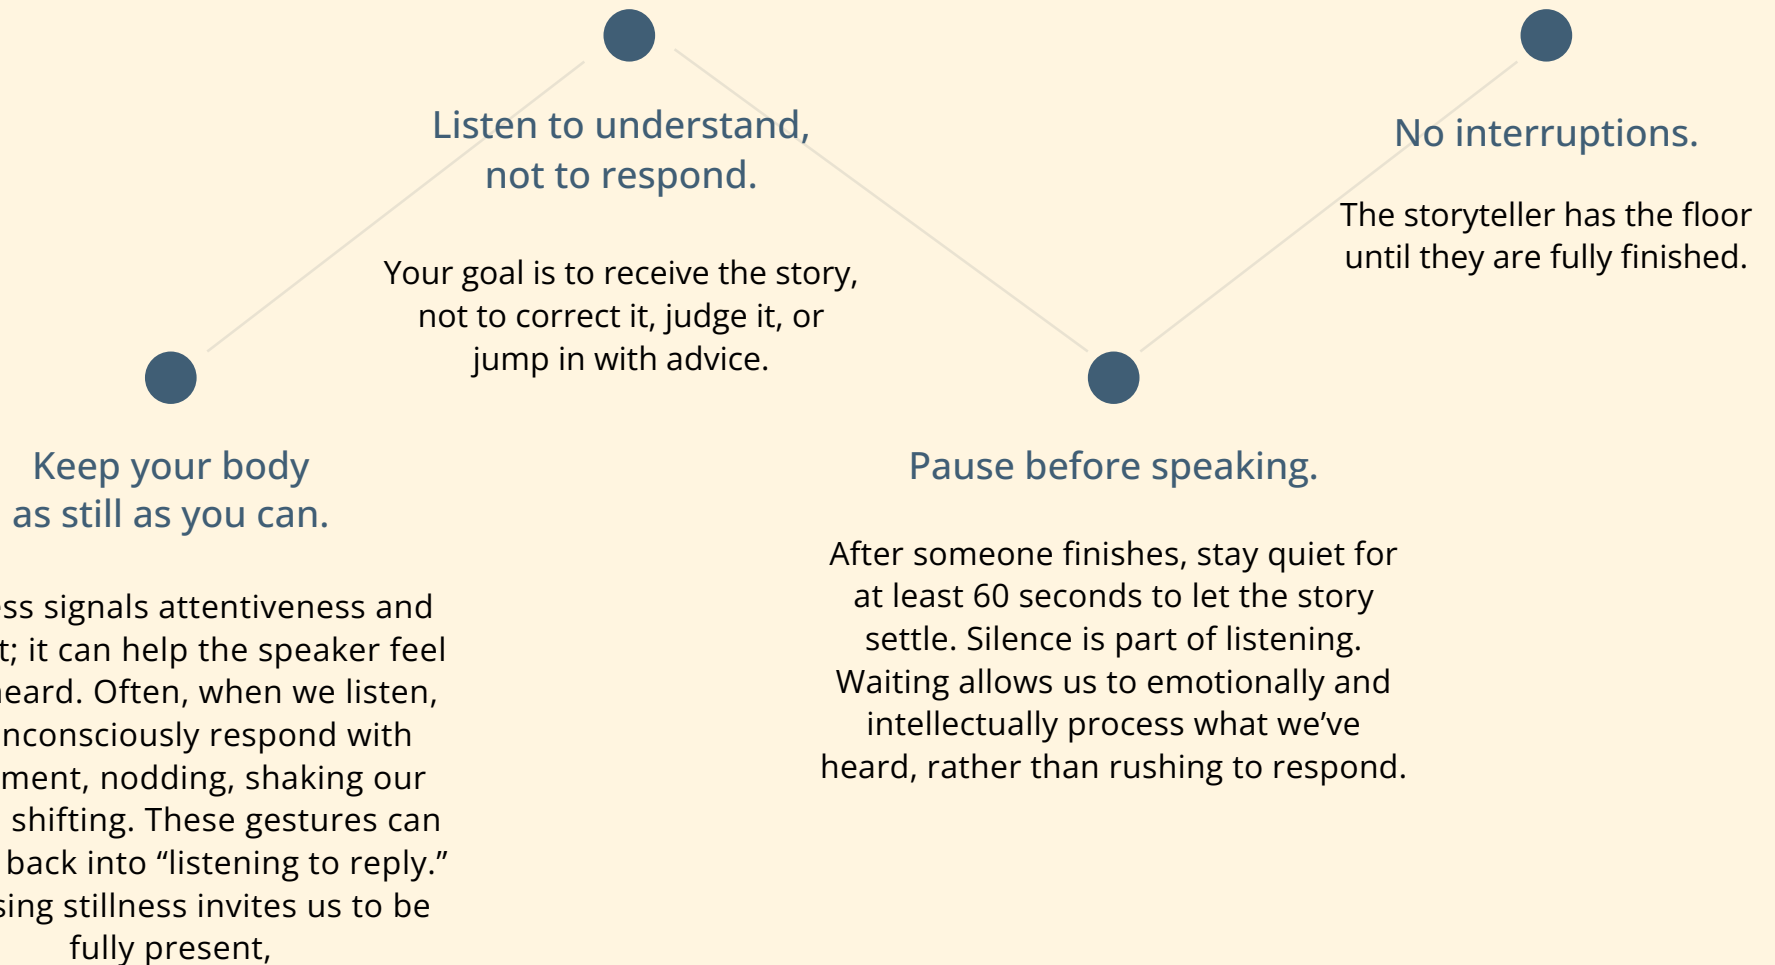 Listen to understand,
not to respond.
Your goal is to receive the story,
not to correct it, judge it, or
jump in with advice.
No interruptions.
The storyteller has the floor
until they are fully finished.
Keep your body
as still as you can.
signals attentiveness and
it can help the speaker feel
heard. Often, when we listen,
respond with
nodding, shaking our
shifting. These gestures can
back into “listening to reply.”
stillness invites us to be
fully present,
Pause before speaking.
After someone finishes, stay quiet for
at least 60 seconds to let the story
settle. Silence is part of listening.
Waiting allows us to emotionally and
intellectually process what we’ve
heard, rather than rushing to respond.